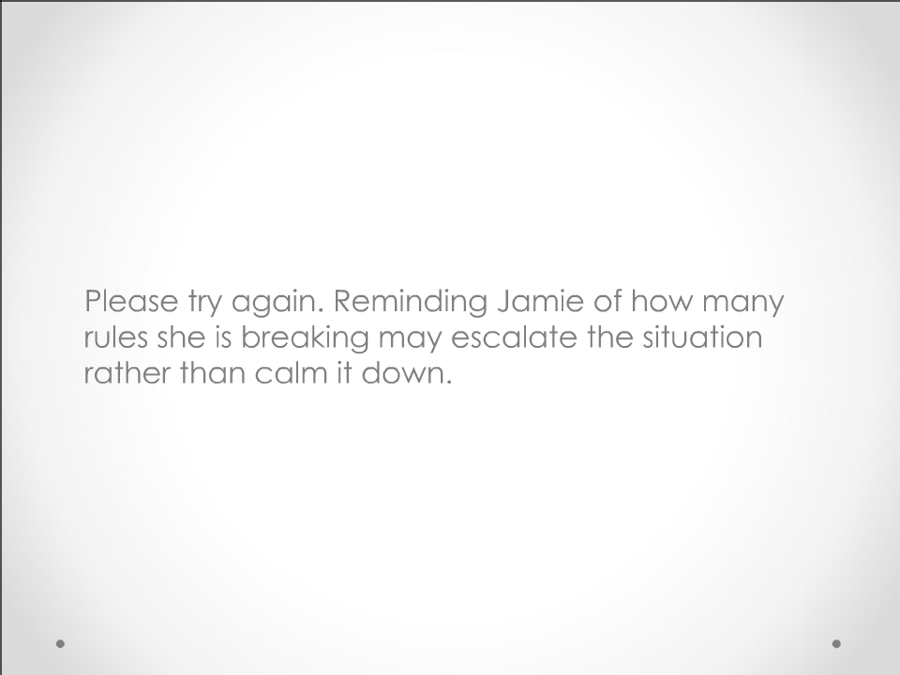 Please try again. Reminding Jamie of how many
rules she is breaking may escalate the situation
rather than calm it down.